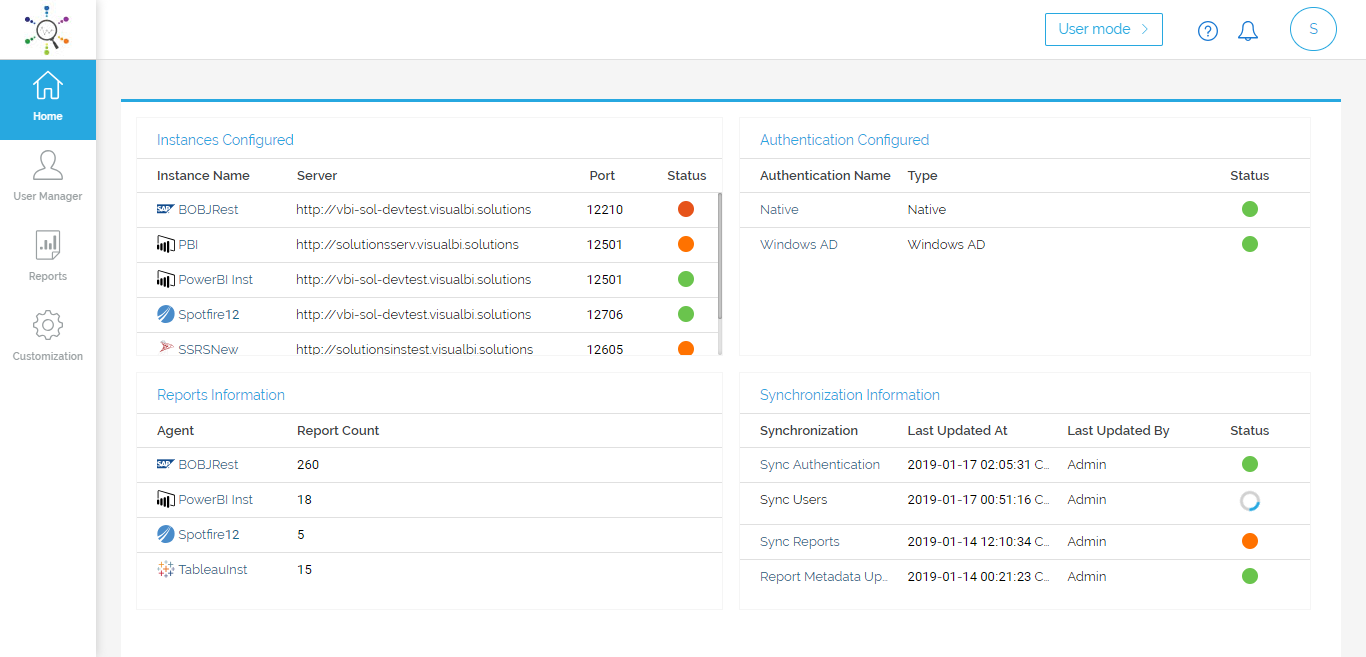 User mode
S
Home
User Manager
Reports
Customization
Instances Configured
Instance Name Server Port Status
SAP BOBJRest http://vbi-sol-devtest.visualbi.solutions 12210
PBI http://solutionsserv.visualbi.solutions 12501
PowerBI Inst http://vbi-sol-devtest.visualbi.solutions 12501
Spotfire12 http://vbi-sol-devtest.visualbi.solutions 12706
SSRSNew http://solutionsinstest.visualbi.solutions 12605
Authentication Configured
Authentication Name Type Status
Native Native
Windows AD Windows AD
Reports Information
Agent Report Count
SAP BOBJRest 260
PowerBI Inst 18
Spotfire12 5
TableauInst 15
Synchronization Information
Synchronization Last Updated At Last Updated By Status
Sync Authentication 2019-01-17 02:05:31 C... Admin
Sync Users 2019-01-17 00:51:16 C... Admin
Sync Reports 2019-01-14 12:10:34 C... Admin
Report Metadata Up... 2019-01-14 00:21:23 C... Admin